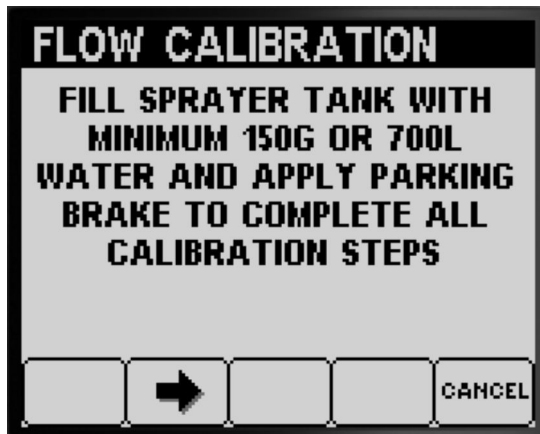 FLOW CALIBRATION
FILL SPRAYER TANK WITH
MINIMUM 150G OR 700L
WATER AND APPLY PARKING
BRAKE TO COMPLETE ALL
CALIBRATION STEPS
CANCEL